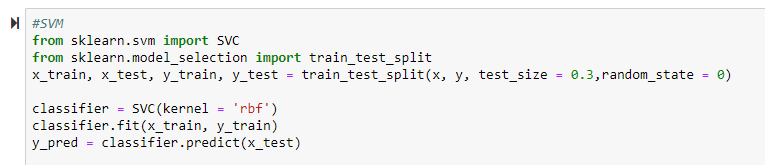 #SVM
from sklearn.svm import SVC
from sklearn.model_selection import train_test_split
x_train, x_test, y_train, y_test = train_test_split(x, y, test_size = 0.3,random_state = 0)
classifier = SVC(kernel = 'rbf')
classifier.fit(x_train, y_train)
y_pred = classifier.predict(x_test)